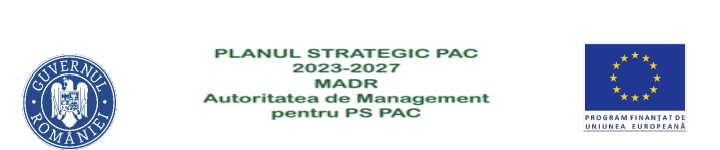 GUVERNUL ROMÂNIEI
PLANUL STRATEGIC PAC
2023-2027
MADR
Autoritatea de Management
pentru PS PAC
PROGRAM FINANȚAT DE
UNIUNEA EUROPEANĂ